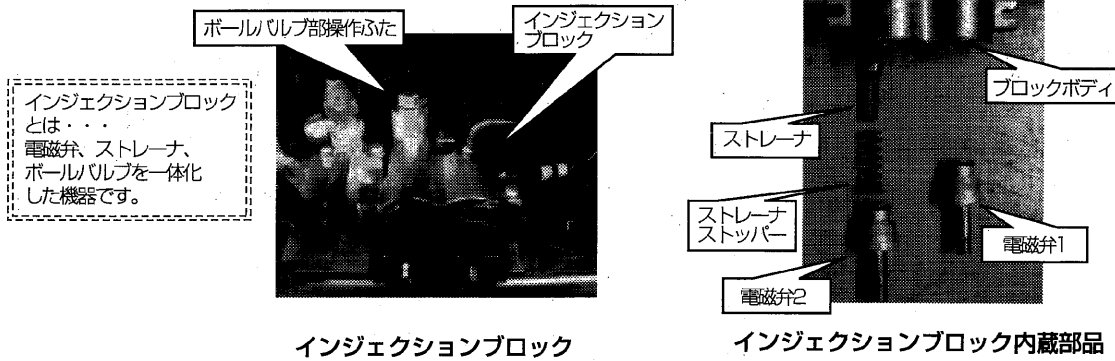 インジェクションブロック
とは・・・
電磁弁、ストレーナ、
ボールバルブを一体化
した機器です。
ボールバルブ部操作ふた
インジェクション
ブロック
インジェクションブロック
ブロックボディ
ストレーナ
ストレーナ
ストッパー
電磁弁1
電磁弁2
インジェクションブロック内蔵部品